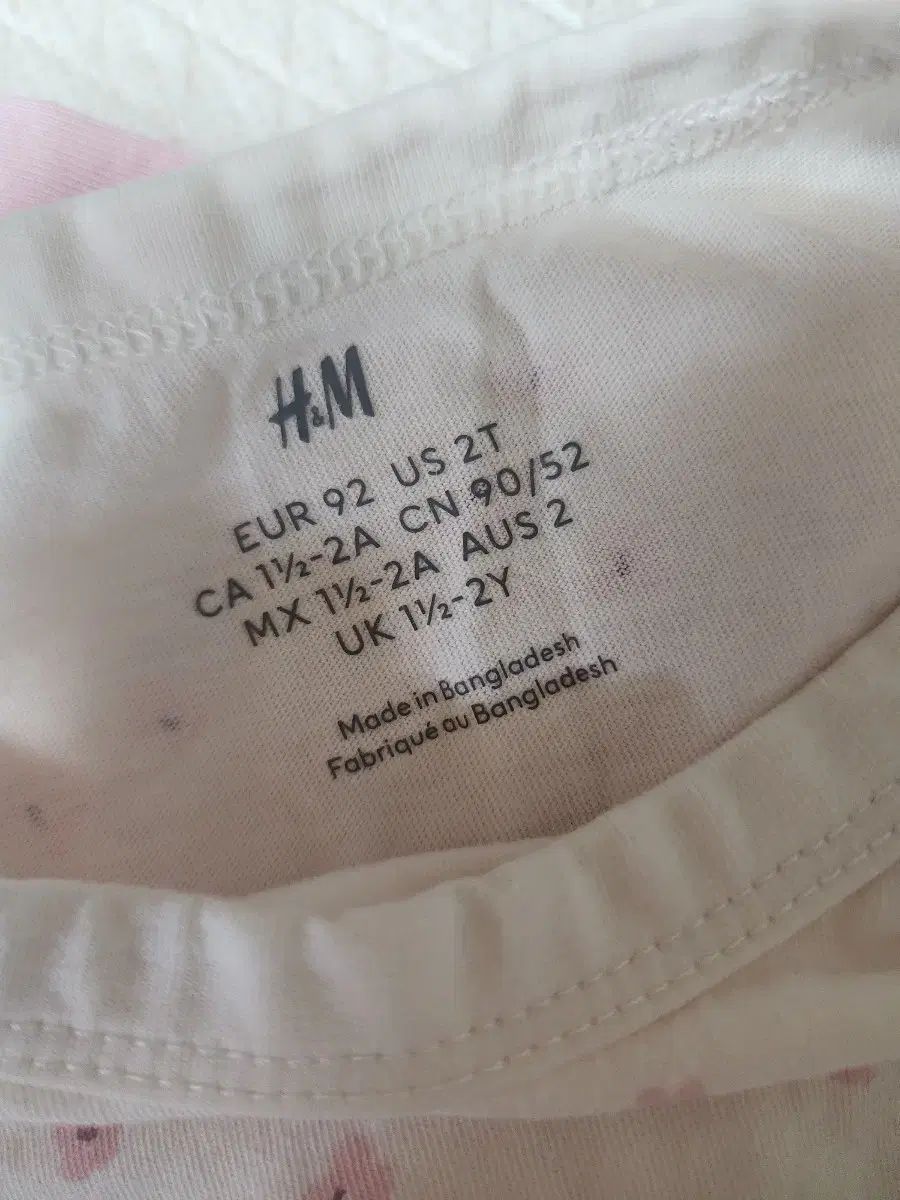 H&M
EUR 92 US 2T
CA 1½-2A CN 90/52
MX 1½-2A AUS 2
UK 1½-2Y
Made in Bangladesh
Fabriqué au Bangladesh